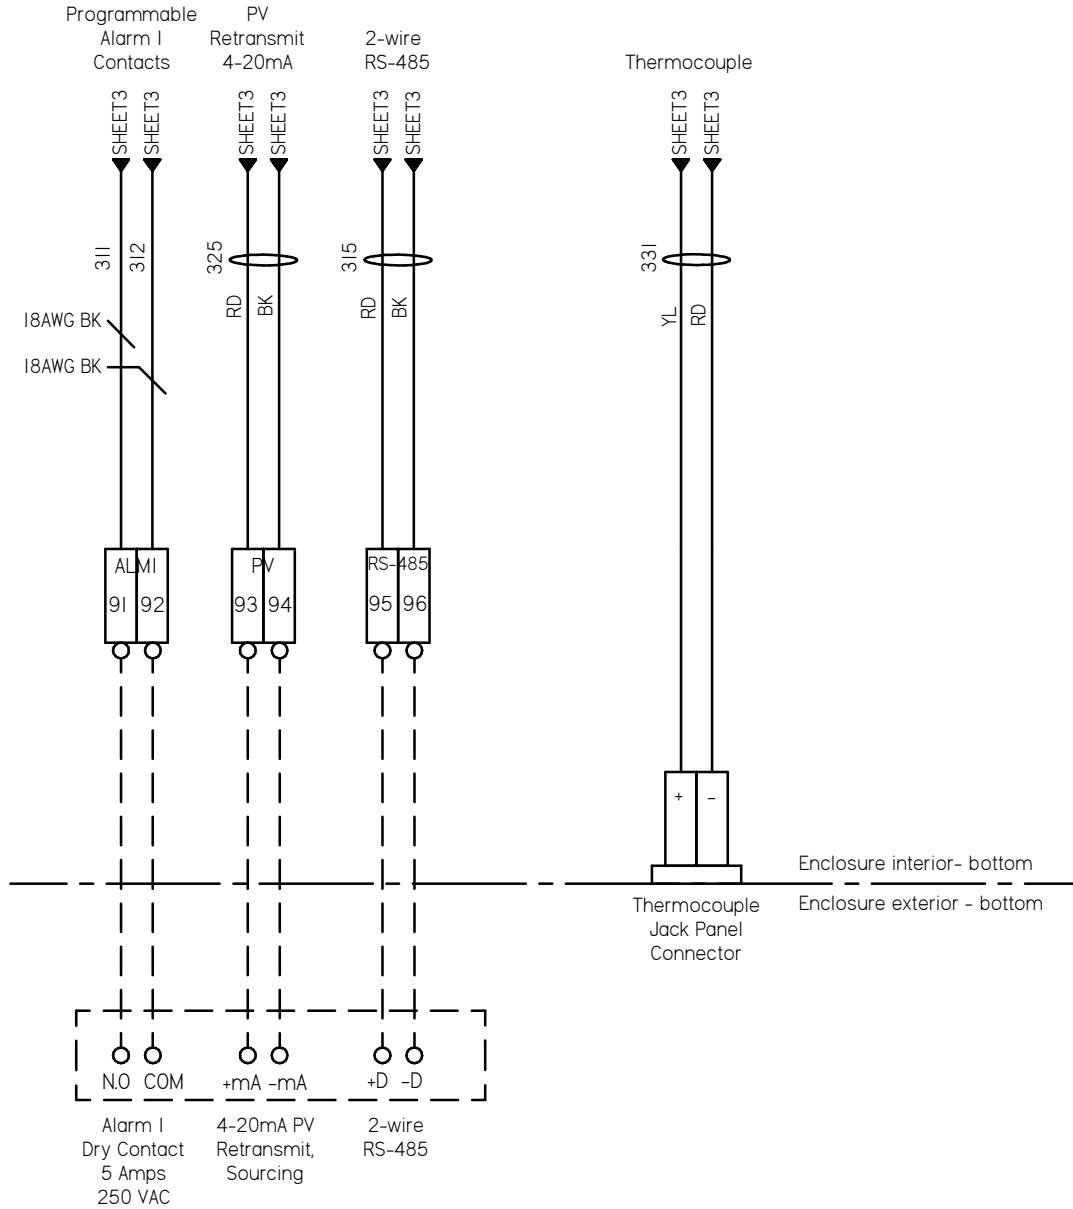 Programmable
Alarm 1
Contacts
PV
Retransmit
4-20mA
2-wire
RS-485
Thermocouple
SHEET3
SHEET3
SHEET3
SHEET3
SHEET3
SHEET3
SHEET3
SHEET3
311
312
325
315
331
RD
BK
RD
BK
YL
RD
18AWG BK
18AWG BK
ALM1
91 92
PV
93 94
RS-485
95 96
+ -
Enclosure interior- bottom
Enclosure exterior - bottom
Thermocouple
Jack Panel
Connector
N.O COM
+mA -mA
+D -D
Alarm 1
Dry Contact
5 Amps
250 VAC
4-20mA PV
Retransmit,
Sourcing
2-wire
RS-485